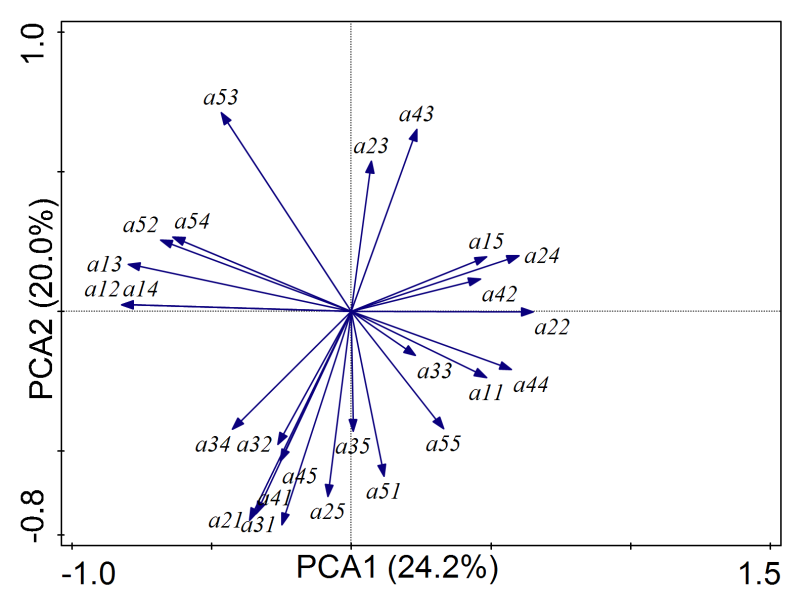 1.0
a53
a43
a23
a52 a54
a15
a24
a13
a12 a14
a42
a22
a33
a11 a44
a34 a32
a35
a55
a45
a51
a41
a25
a21 a31
-0.8
PCA2 (20.0%)
-1.0
PCA1 (24.2%)
1.5